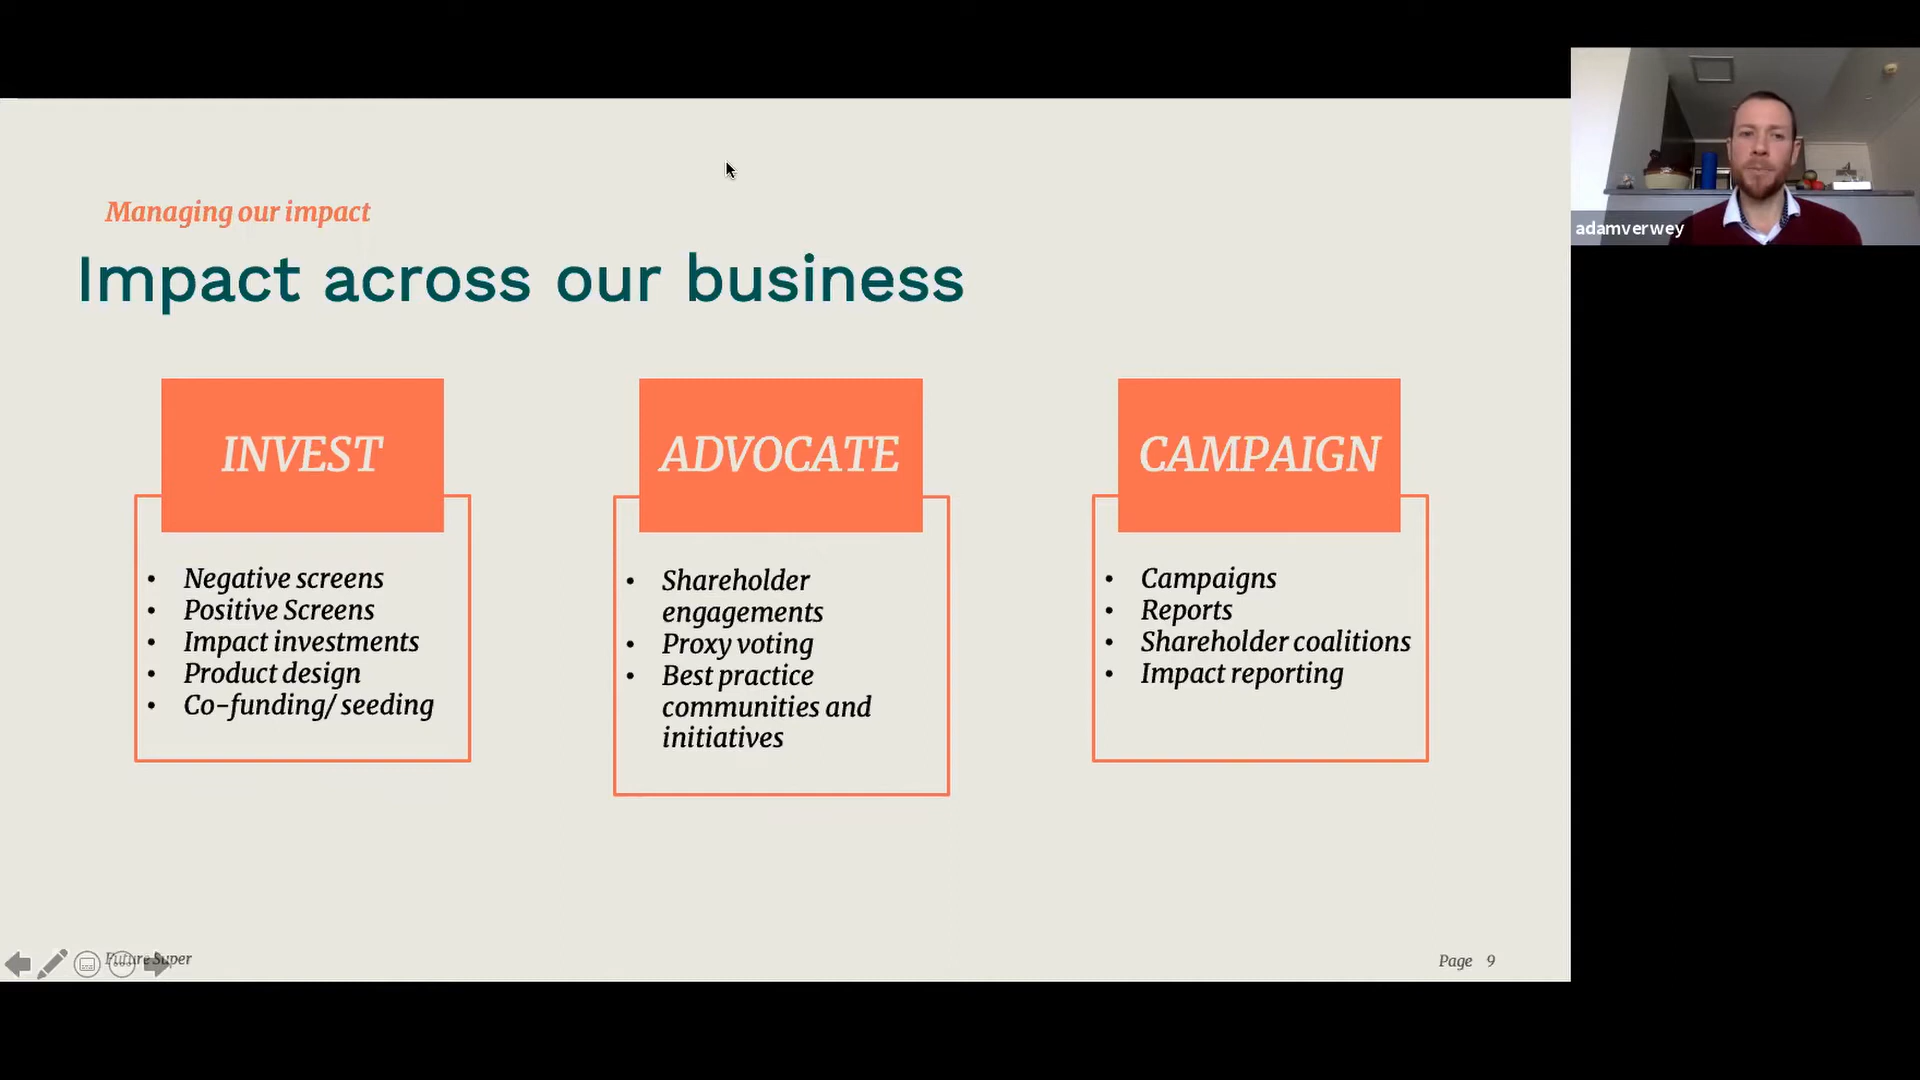 Managing our impact
Impact across our business
INVEST
• Negative screens
• Positive Screens
• Impact investments
• Product design
• Co-funding/ seeding
ADVOCATE
• Shareholder
engagements
• Proxy voting
• Best practice
communities and
initiatives
CAMPAIGN
• Campaigns
• Reports
• Shareholder coalitions
• Impact reporting
Future Super
Page 9
adamverwey